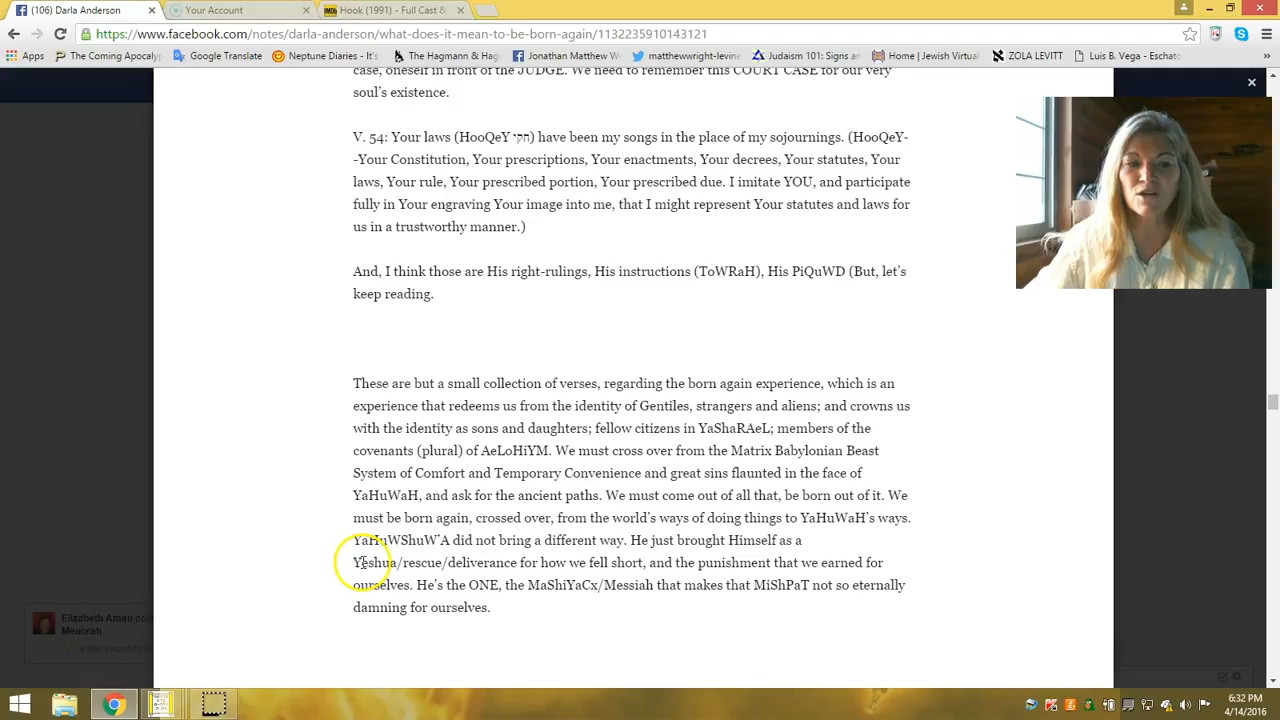 (106) Darla Anderson
Your Account
Hook (1991) - Full Cast &
https://www.facebook.com/notes/darla-anderson/what-does-it-mean-to-be-born-again/1132235910143121
The Coming Apocalyp
Google Translate
Neptune Diaries : It's
The Hagmann & Hag
Jonathan Matthew W
matthewwright-levine
Judaism 101: Signs an
Home | Jewish Virtual
ZOLA LEVITT
Luis B. Vega - Eschato
case, oneself in front of the JUDGE. We need to remember this COURT CASE for our very
soul's existence.
V. 54: Your laws (HooQeY חקי) have been my songs in the place of my sojournings. (HooQeY-
-Your Constitution, Your prescriptions, Your enactments, Your decrees, Your statutes, Your
laws, Your rule, Your prescribed portion, Your prescribed due. I imitate YOU, and participate
fully in Your engraving Your image into me, that I might represent Your statutes and laws for
us in a trustworthy manner.)
And, I think those are His right-rulings, His instructions (ToWRaH), His PiQuWD (But, let's
keep reading.
These are but a small collection of verses, regarding the born again experience, which is an
experience that redeems us from the identity of Gentiles, strangers and aliens; and crowns us
with the identity as sons and daughters; fellow citizens in YaShaRAeL; members of the
covenants (plural) of AeLoHiYM. We must cross over from the Matrix Babylonian Beast
System of Comfort and Temporary Convenience and great sins flaunted in the face of
YaHuWaH, and ask for the ancient paths. We must come out of all that, be born out of it. We
must be born again, crossed over, from the world's ways of doing things to YaHuWaH's ways.
YaHuWShuW'A did not bring a different way. He just brought Himself as a
Yeshua/rescue/deliverance for how we fell short, and the punishment that we earned for
ourselves. He's the ONE, the MaShiYaCx/Messiah that makes that MiShPaT not so eternally
damning for ourselves.
Elizabeth Aman
Menorah.
6:32 PM
4/14/2016